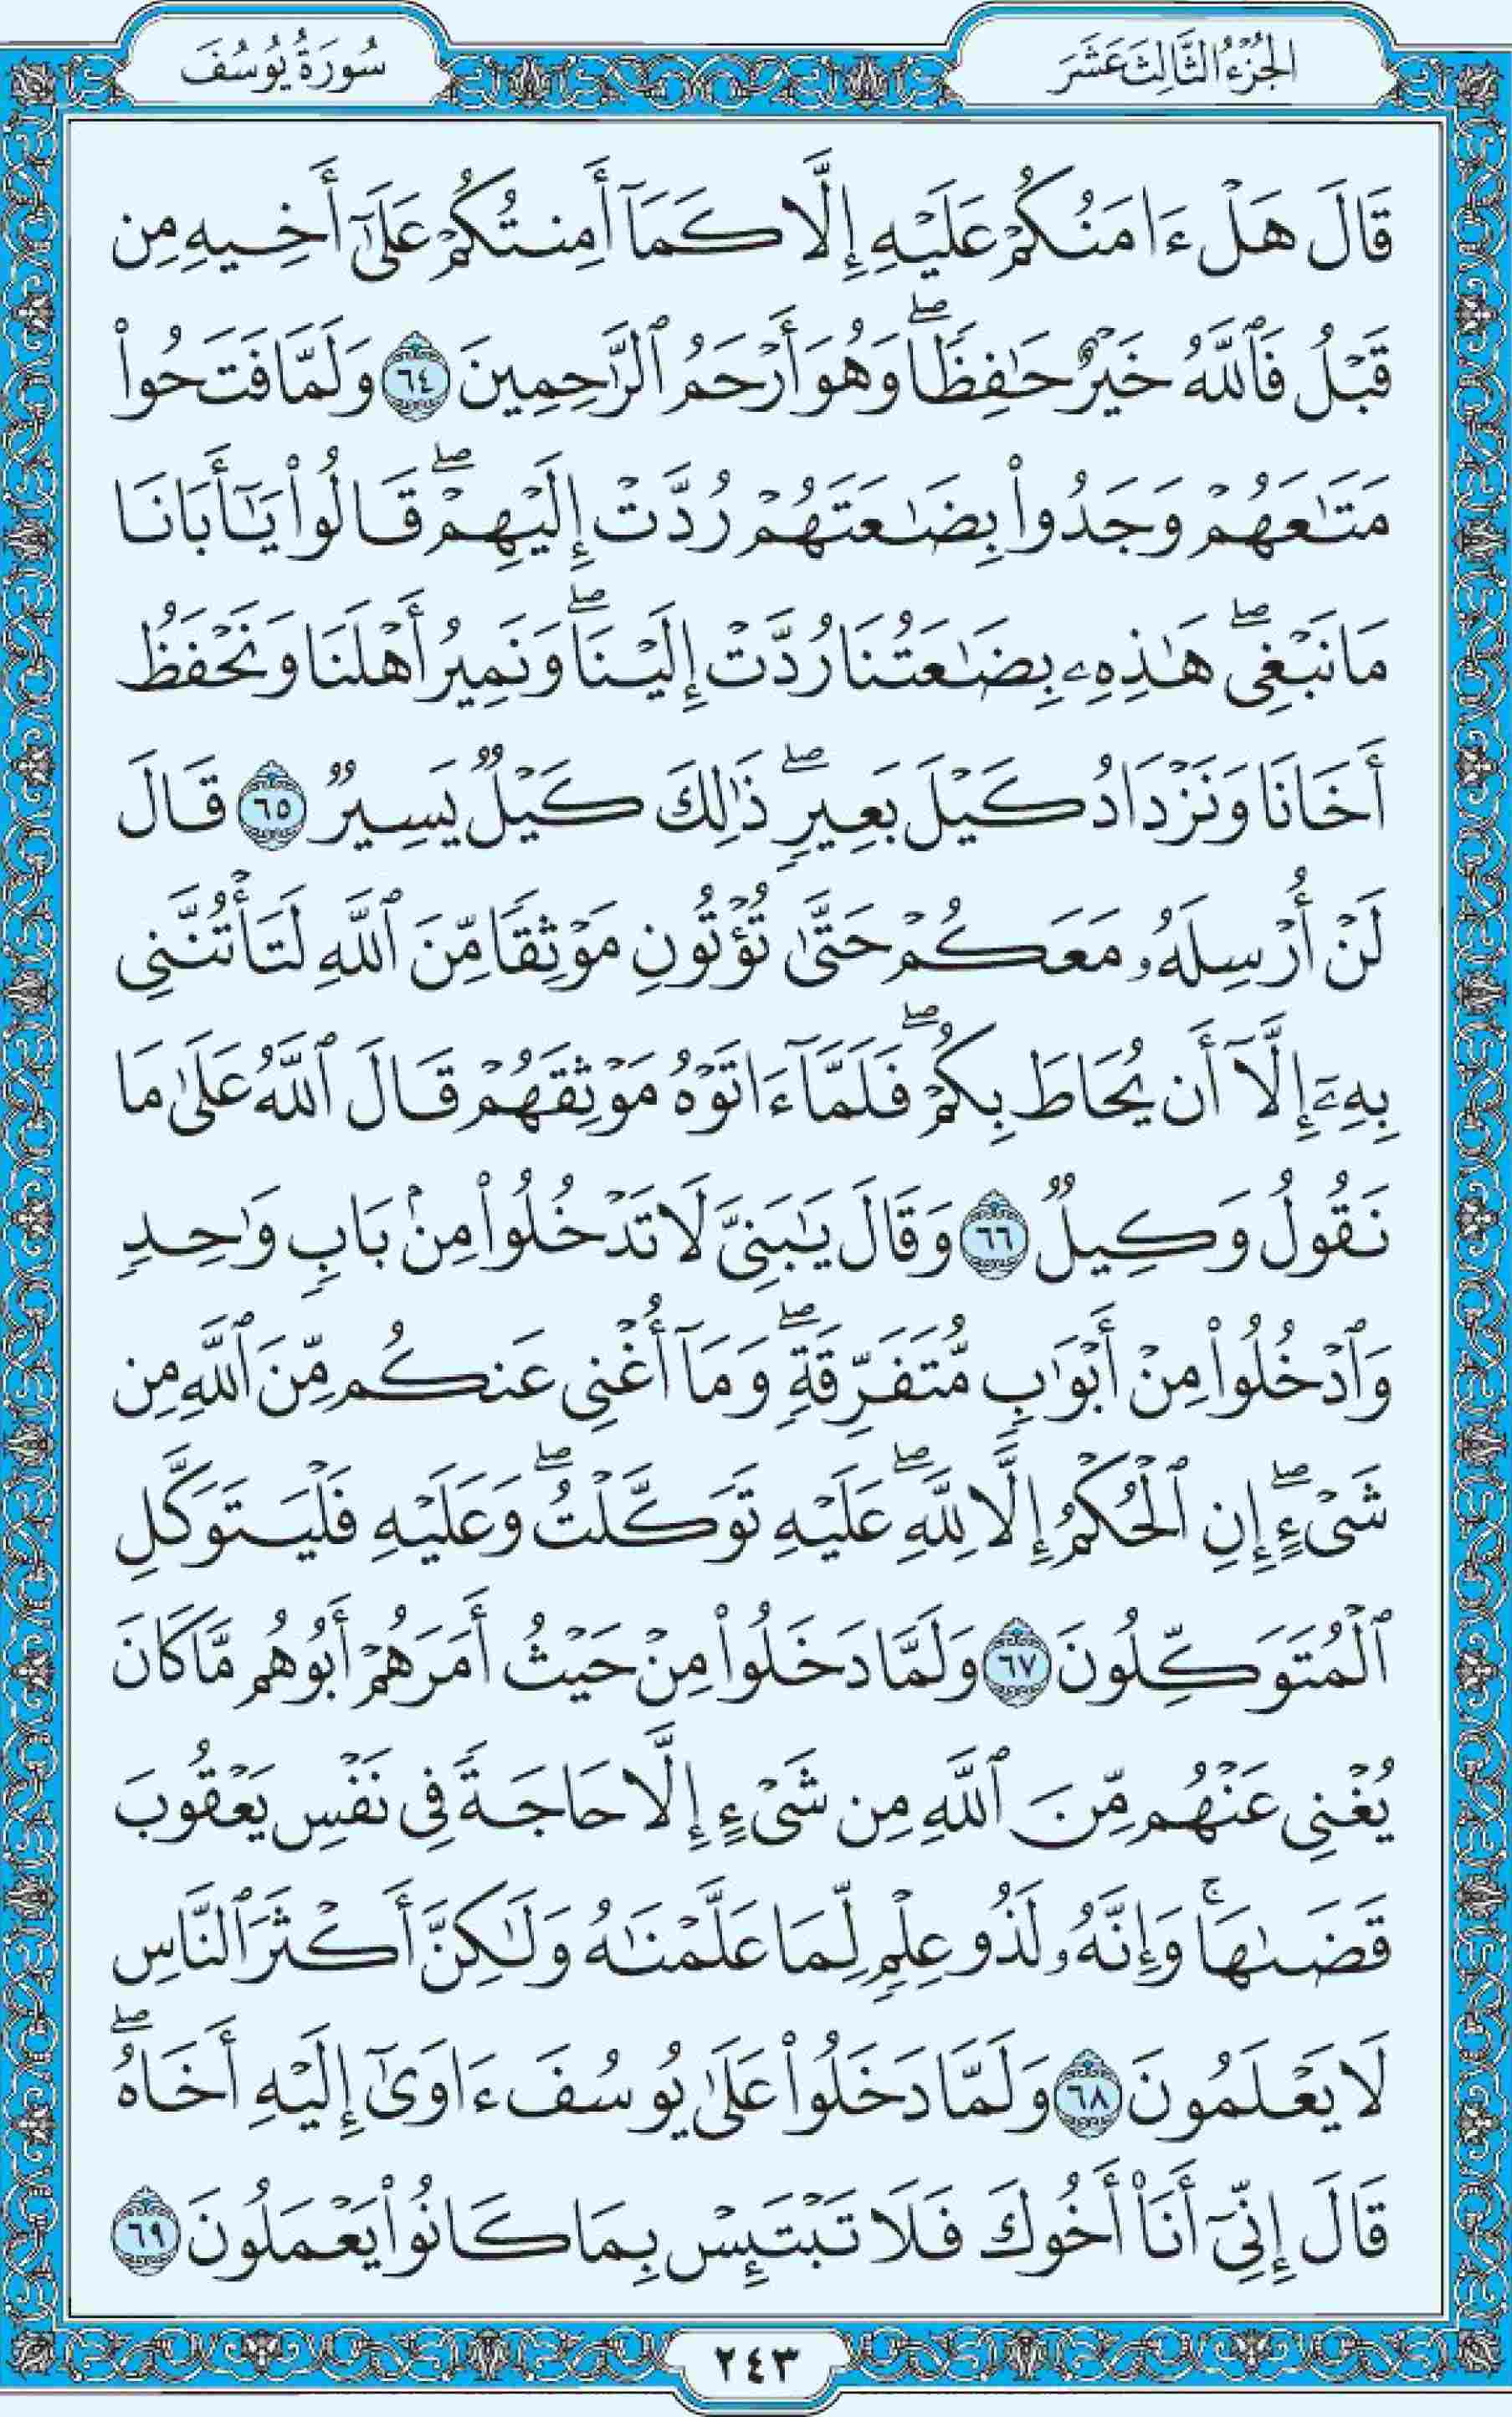 الجُزْءُ الثَّالِثَ عَشَرَ
سُورَةُ يُوسُفَ
قَالَ هَلْ ءَامَنُكُمْ عَلَيْهِ إِلَّا كَمَآ أَمِنتُكُمْ عَلَىٰٓ أَخِيهِ مِن
قَبْلُ فَٱللَّهُ خَيْرٌ حَـٰفِظًاۖ وَهُوَ أَرْحَمُ ٱلرَّٰحِمِينَ ٦٤ وَلَمَّا فَتَحُوا۟
مَتَـٰعَهُمْ وَجَدُوا۟ بِضَـٰعَتَهُمْ رُدَّتْ إِلَيْهِمْۖ قَالُوا۟ يَـٰٓأَبَانَا
مَا نَبْغِىۖ هَـٰذِهِۦ بِضَـٰعَتُنَا رُدَّتْ إِلَيْنَاۖ وَنَمِيرُ أَهْلَنَا وَنَحْفَظُ
أَخَانَا وَنَزْدَادُ كَيْلَ بَعِيرٍۖ ذَٰلِكَ كَيْلٌ يَسِيرٌ ٦٥ قَالَ
لَنْ أُرْسِلَهُۥ مَعَكُمْ حَتَّىٰ تُؤْتُونِ مَوْثِقًا مِّنَ ٱللَّهِ لَتَأْتُنَّنِى
بِهِۦٓ إِلَّآ أَن يُحَاطَ بِكُمْۖ فَلَمَّآ ءَاتَوْهُ مَوْثِقَهُمْ قَالَ ٱللَّهُ عَلَىٰ مَا
نَقُولُ وَكِيلٌ ٦٦ وَقَالَ يَـٰبَنِىَّ لَا تَدْخُلُوا۟ مِنۢ بَابٍ وَٰحِدٍ
وَٱدْخُلُوا۟ مِنْ أَبْوَٰبٍ مُّتَفَرِّقَةٍۖ وَمَآ أُغْنِى عَنكُم مِّنَ ٱللَّهِ مِن
شَىْءٍۖ إِنِ ٱلْحُكْمُ إِلَّا لِلَّهِۖ عَلَيْهِ تَوَكَّلْتُۖ وَعَلَيْهِ فَلْيَتَوَكَّلِ
ٱلْمُتَوَكِّلُونَ ٦٧ وَلَمَّا دَخَلُوا۟ مِنْ حَيْثُ أَمَرَهُمْ أَبُوهُم مَّا كَانَ
يُغْنِى عَنْهُم مِّنَ ٱللَّهِ مِن شَىْءٍ إِلَّا حَاجَةً فِى نَفْسِ يَعْقُوبَ
قَضَىٰهَاۚ وَإِنَّهُۥ لَذُو عِلْمٍ لِّمَا عَلَّمْنَـٰهُ وَلَـٰكِنَّ أَكْثَرَ ٱلنَّاسِ
لَا يَعْلَمُونَ ٦٨ وَلَمَّا دَخَلُوا۟ عَلَىٰ يُوسُفَ ءَاوَىٰٓ إِلَيْهِ أَخَاهُۖ
قَالَ إِنِّىٓ أَنَا۠ أَخُوكَ فَلَا تَبْتَئِسْ بِمَا كَانُوا۟ يَعْمَلُونَ ٦٩
٢٤٣